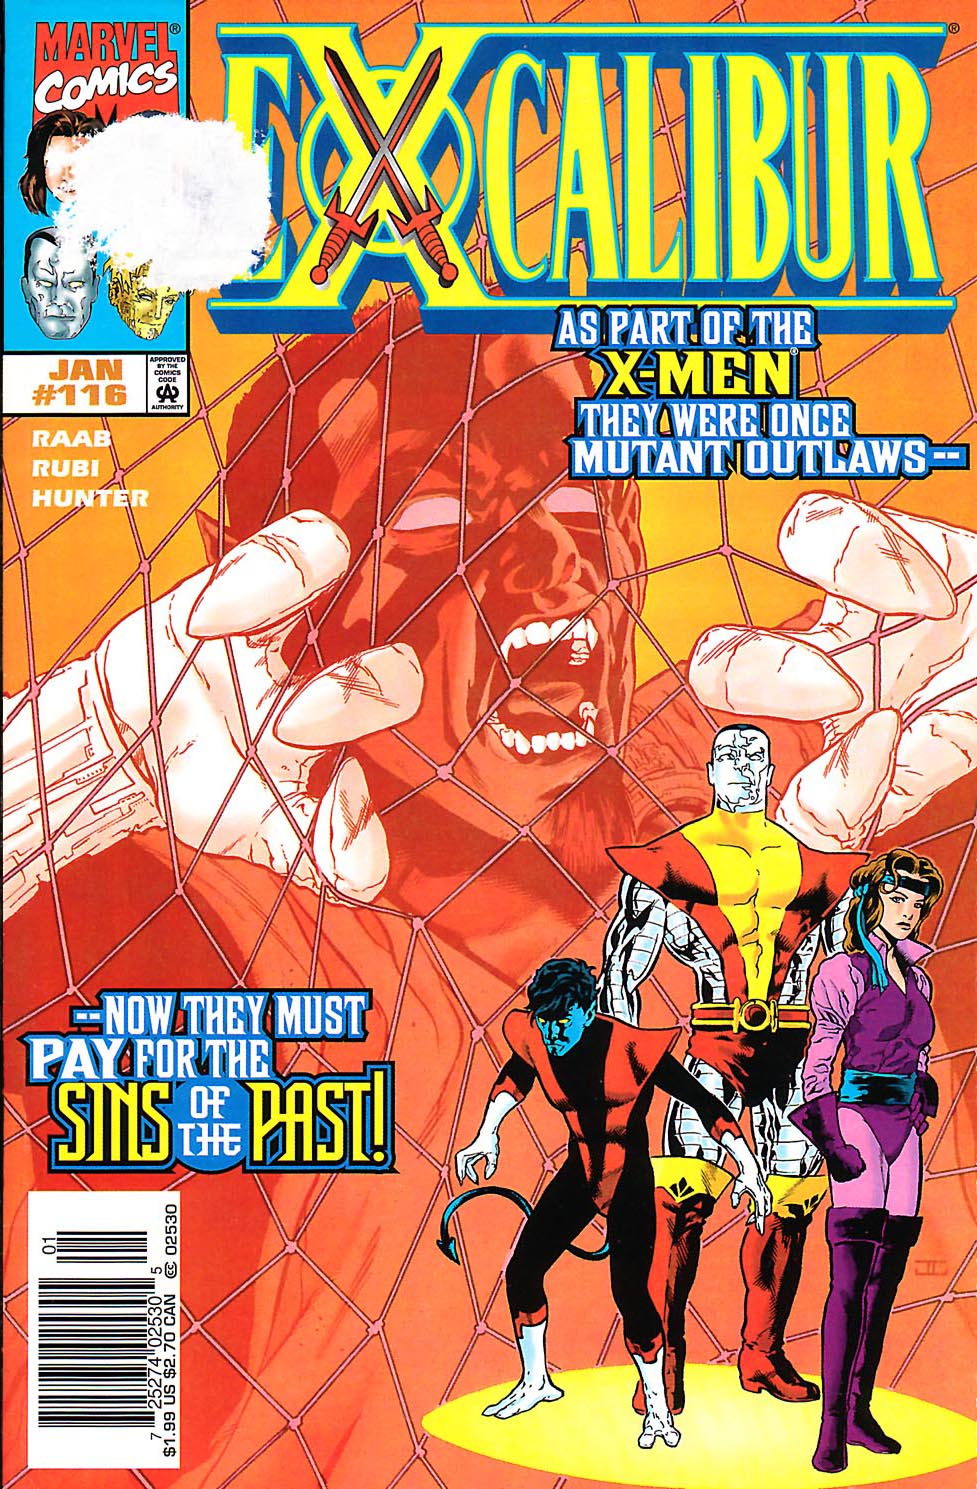 MARVEL®
COMICS
EXCALIBUR®
AS PART OF THE
X-MEN®
THEY WERE ONCE
MUTANT OUTLAWS--
JAN
#116
APPROVED
BY THE
COMICS
CODE
CA
AUTHORITY
RAAB
RUBI
HUNTER
--NOW THEY MUST
PAY FOR THE
SINS OF THE PAST!
01
7 25274 02530 5
$1.99 US $2.70 CAN CC 02530